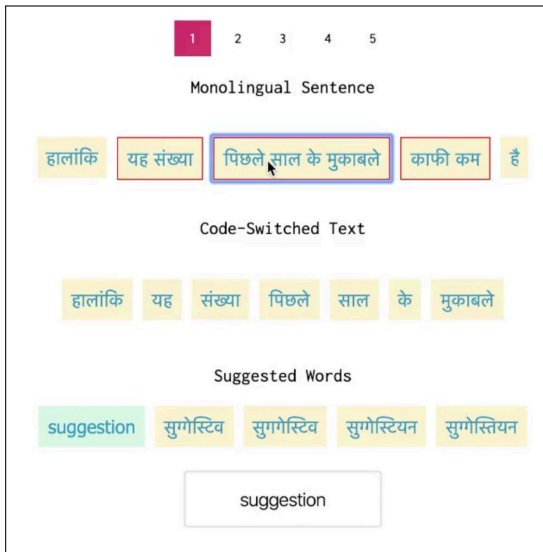 1 2 3 4 5
Monolingual Sentence
हालांकि यह संख्या पिछले साल के मुकाबले काफी कम है
Code-Switched Text
हालांकि यह संख्या पिछले साल के मुकाबले
Suggested Words
suggestion सुग्गेस्टिव सुगगेस्टिव सुग्गेस्टियन सुग्गेस्तियन
suggestion